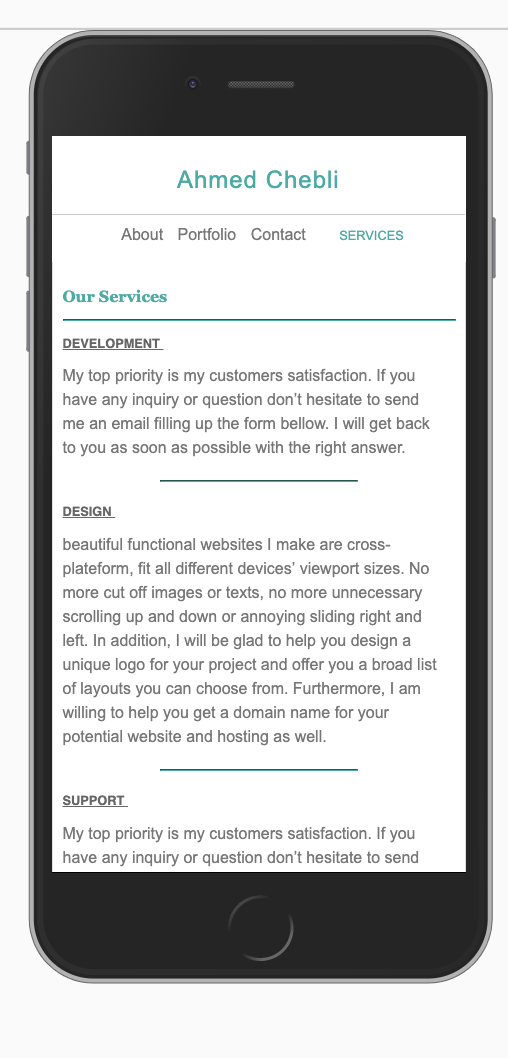 Ahmed Chebli
About Portfolio Contact SERVICES
Our Services
DEVELOPMENT
My top priority is my customers satisfaction. If you
have any inquiry or question don’t hesitate to send
me an email filling up the form bellow. I will get back
to you as soon as possible with the right answer.
DESIGN
beautiful functional websites I make are cross-
plateform, fit all different devices’ viewport sizes. No
more cut off images or texts, no more unnecessary
scrolling up and down or annoying sliding right and
left. In addition, I will be glad to help you design a
unique logo for your project and offer you a broad list
of layouts you can choose from. Furthermore, I am
willing to help you get a domain name for your
potential website and hosting as well.
SUPPORT
My top priority is my customers satisfaction. If you
have any inquiry or question don’t hesitate to send